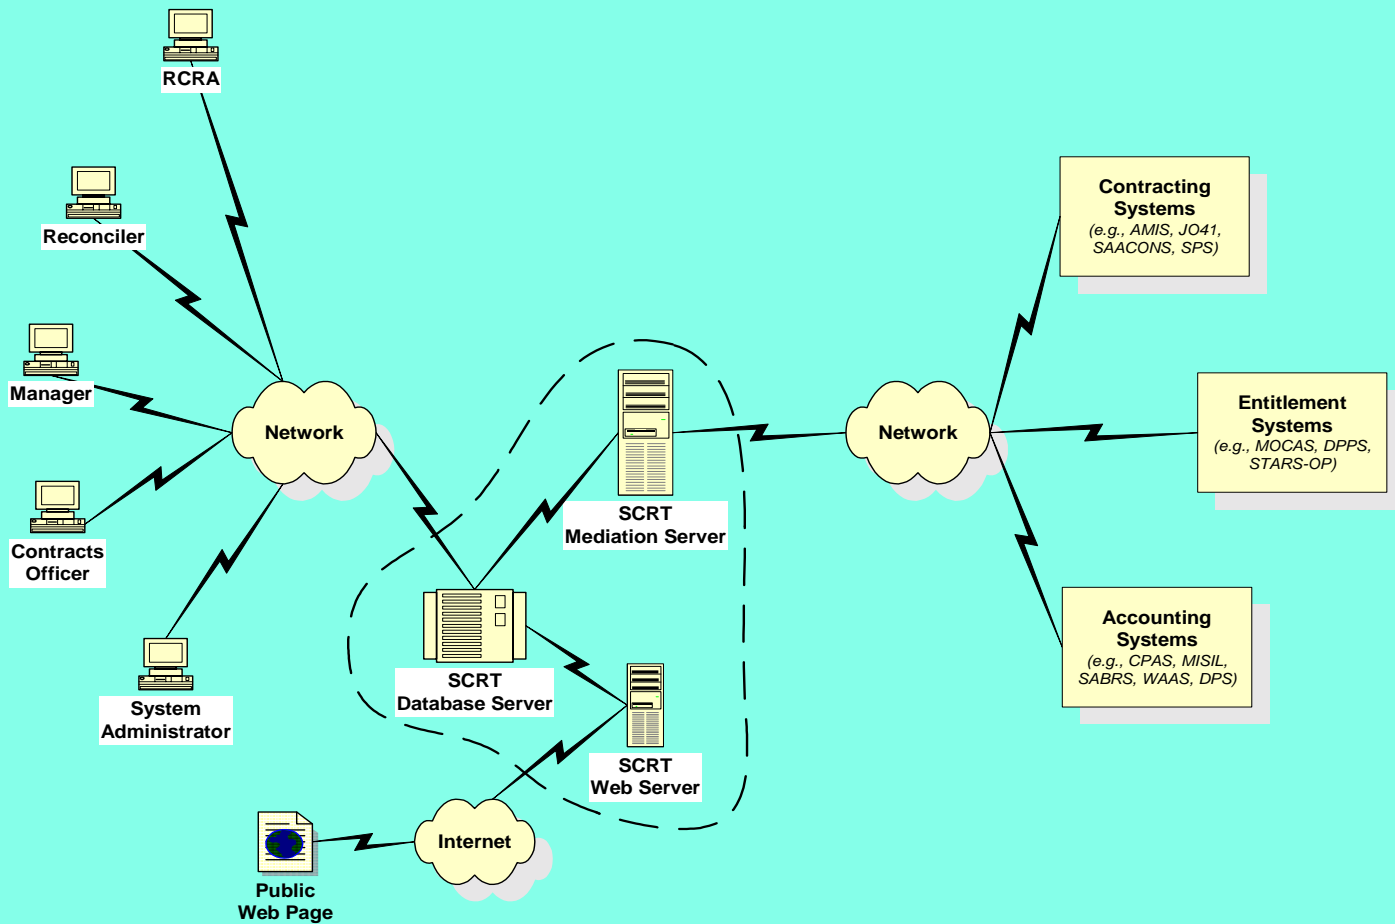 RCRA
Reconciler
Manager
Contracts
Officer
System
Administrator
Network
SCRT
Mediation Server
SCRT
Database Server
SCRT
Web Server
Internet
Public
Web Page
Network
Contracting
Systems
(e.g., AMIS, JO41,
SAACONS, SPS)
Entitlement
Systems
(e.g., MOCAS, DPPS,
STARS-OP)
Accounting
Systems
(e.g., CPAS, MISIL,
SABRS, WAAS, DPS)